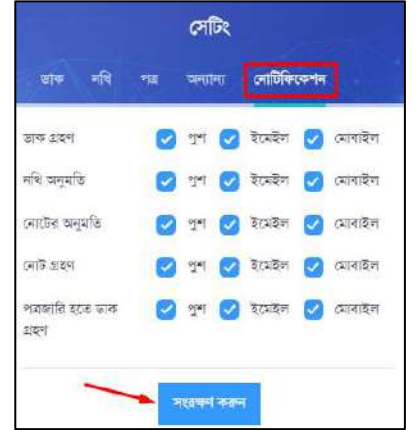 সেটিং
ডাক নথি পত্র অন্যান্য নোটিফিকেশন
ডাক গ্রহণ পুশ ইমেইল মোবাইল
নথি অনুমতি পুশ ইমেইল মোবাইল
নোটের অনুমতি পুশ ইমেইল মোবাইল
নোট গ্রহণ পুশ ইমেইল মোবাইল
পত্রজারি হতে ডাক পুশ ইমেইল মোবাইল
গ্রহণ
সংরক্ষণ করুন